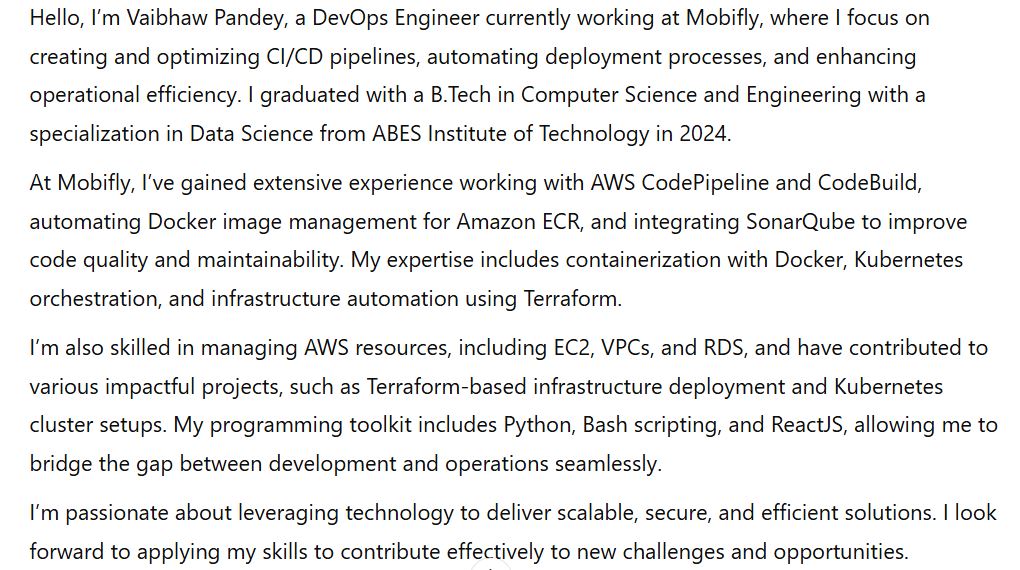 Hello, I’m Vaibhaw Pandey, a DevOps Engineer currently working at Mobifly, where I focus on
creating and optimizing CI/CD pipelines, automating deployment processes, and enhancing
operational efficiency. I graduated with a B.Tech in Computer Science and Engineering with a
specialization in Data Science from ABES Institute of Technology in 2024.
At Mobifly, I’ve gained extensive experience working with AWS CodePipeline and CodeBuild,
automating Docker image management for Amazon ECR, and integrating SonarQube to improve
code quality and maintainability. My expertise includes containerization with Docker, Kubernetes
orchestration, and infrastructure automation using Terraform.
I’m also skilled in managing AWS resources, including EC2, VPCs, and RDS, and have contributed to
various impactful projects, such as Terraform-based infrastructure deployment and Kubernetes
cluster setups. My programming toolkit includes Python, Bash scripting, and ReactJS, allowing me to
bridge the gap between development and operations seamlessly.
I’m passionate about leveraging technology to deliver scalable, secure, and efficient solutions. I look
forward to applying my skills to contribute effectively to new challenges and opportunities.